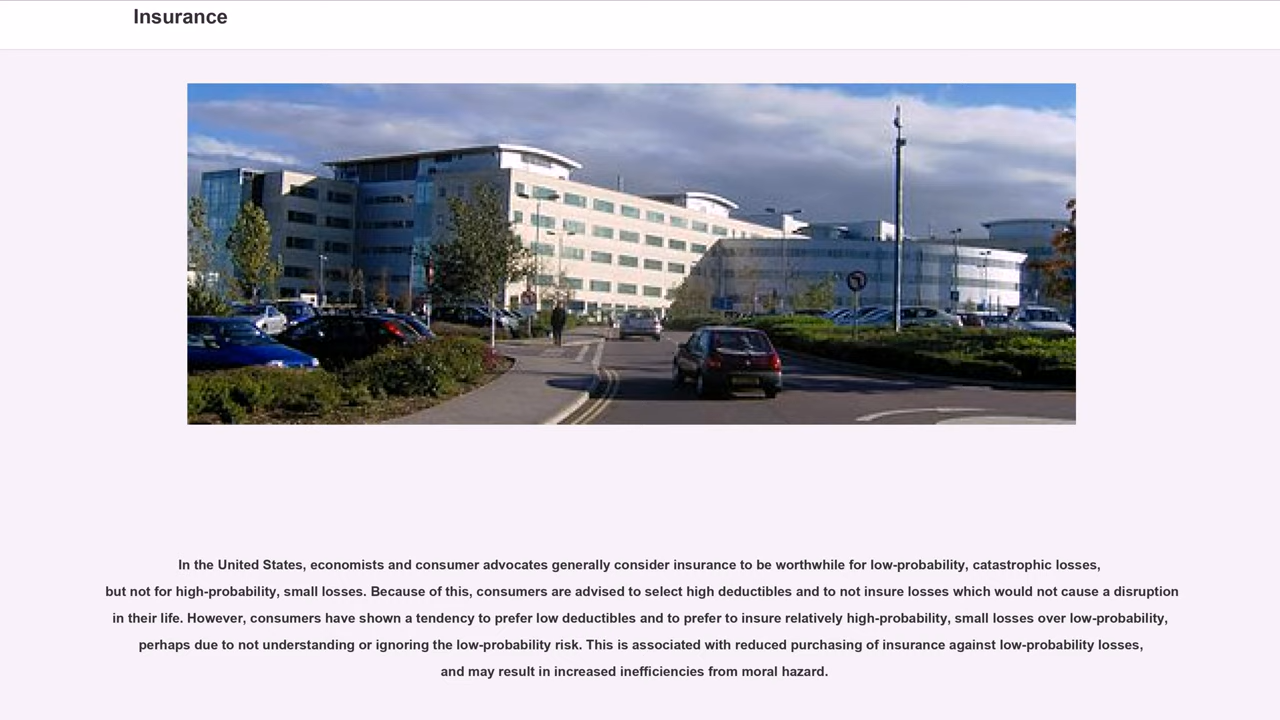 Insurance
In the United States, economists and consumer advocates generally consider insurance to be worthwhile for low-probability, catastrophic losses,
but not for high-probability, small losses. Because of this, consumers are advised to select high deductibles and to not insure losses which would not cause a disruption
in their life. However, consumers have shown a tendency to prefer low deductibles and to prefer to insure relatively high-probability, small losses over low-probability,
perhaps due to not understanding or ignoring the low-probability risk. This is associated with reduced purchasing of insurance against low-probability losses,
and may result in increased inefficiencies from moral hazard.